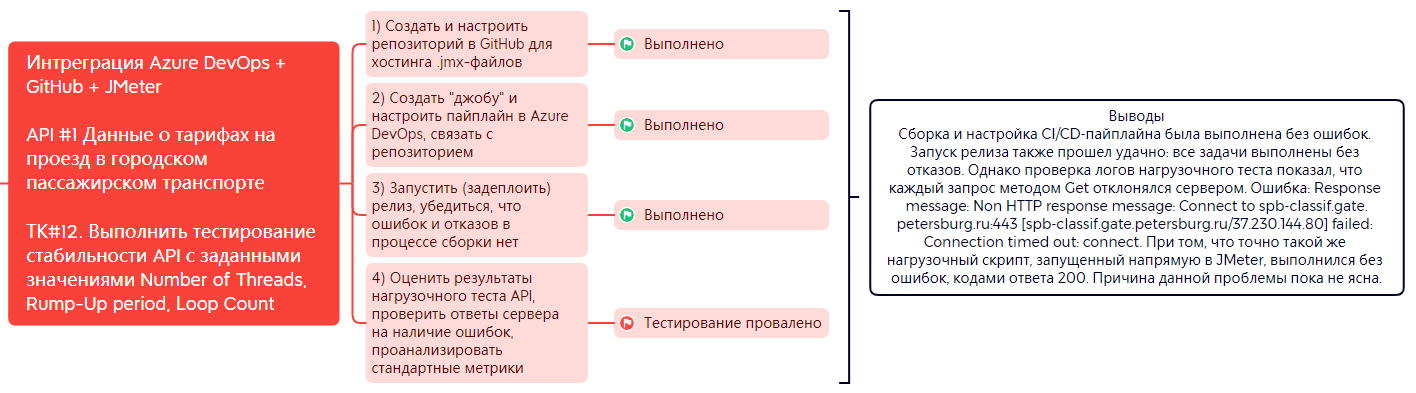 Интреграция Azure DevOps +
GitHub + JMeter
API #1 Данные о тарифах на
проезд в городском
пассажирском транспорте
ТК#12. Выполнить тестирование
стабильности API с заданными
значениями Number of Threads,
Rump-Up period, Loop Count
1) Создать и настроить
репозиторий в GitHub для
хостинга .jmx-файлов
Выполнено
2) Создать "джобу" и
настроить пайплайн в Azure
DevOps, связать с
репозиторием
Выполнено
3) Запустить (задеплоить)
релиз, убедиться, что
ошибок и отказов в
процессе сборки нет
Выполнено
4) Оценить результаты
нагрузочного теста API,
проверить ответы сервера
на наличие ошибок,
проанализировать
стандартные метрики
Тестирование провалено
Выводы
Сборка и настройка CI/CD-пайплайна была выполнена без ошибок.
Запуск релиза также прошел удачно: все задачи выполнены без
отказов. Однако проверка логов нагрузочного теста показал, что
каждый запрос методом Get отклонялся сервером. Ошибка: Response
message: Non HTTP response message: Connect to spb-classif.gate.
petersburg.ru:443 [spb-classif.gate.petersburg.ru/37.230.144.80] failed:
Connection timed out: connect. При том, что точно такой же
нагрузочный скрипт, запущенный напрямую в JMeter, выполнился без
ошибок, кодами ответа 200. Причина данной проблемы пока не ясна.